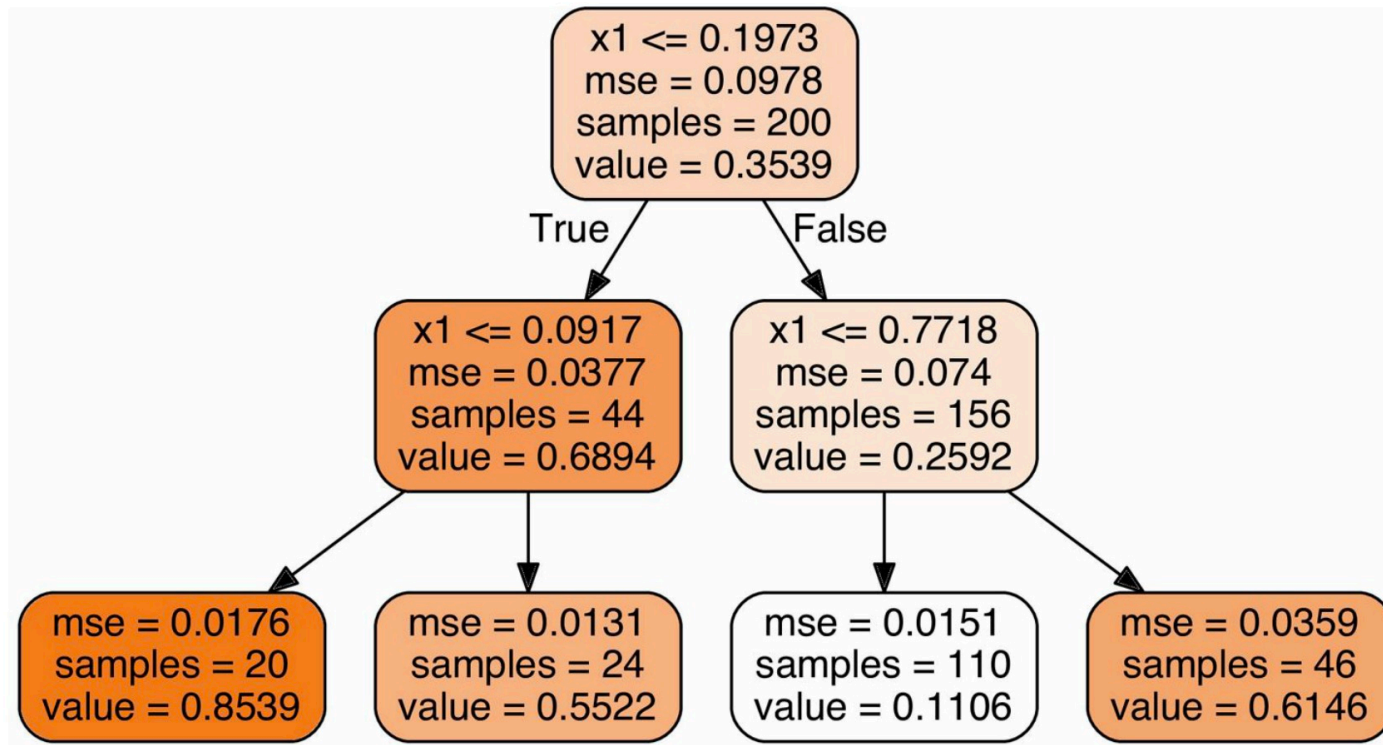 x1 <= 0.1973
mse = 0.0978
samples = 200
value = 0.3539
True
False
x1 <= 0.0917
mse = 0.0377
samples = 44
value = 0.6894
x1 <= 0.7718
mse = 0.074
samples = 156
value = 0.2592
mse = 0.0176
samples = 20
value = 0.8539
mse = 0.0131
samples = 24
value = 0.5522
mse = 0.0151
samples = 110
value = 0.1106
mse = 0.0359
samples = 46
value = 0.6146